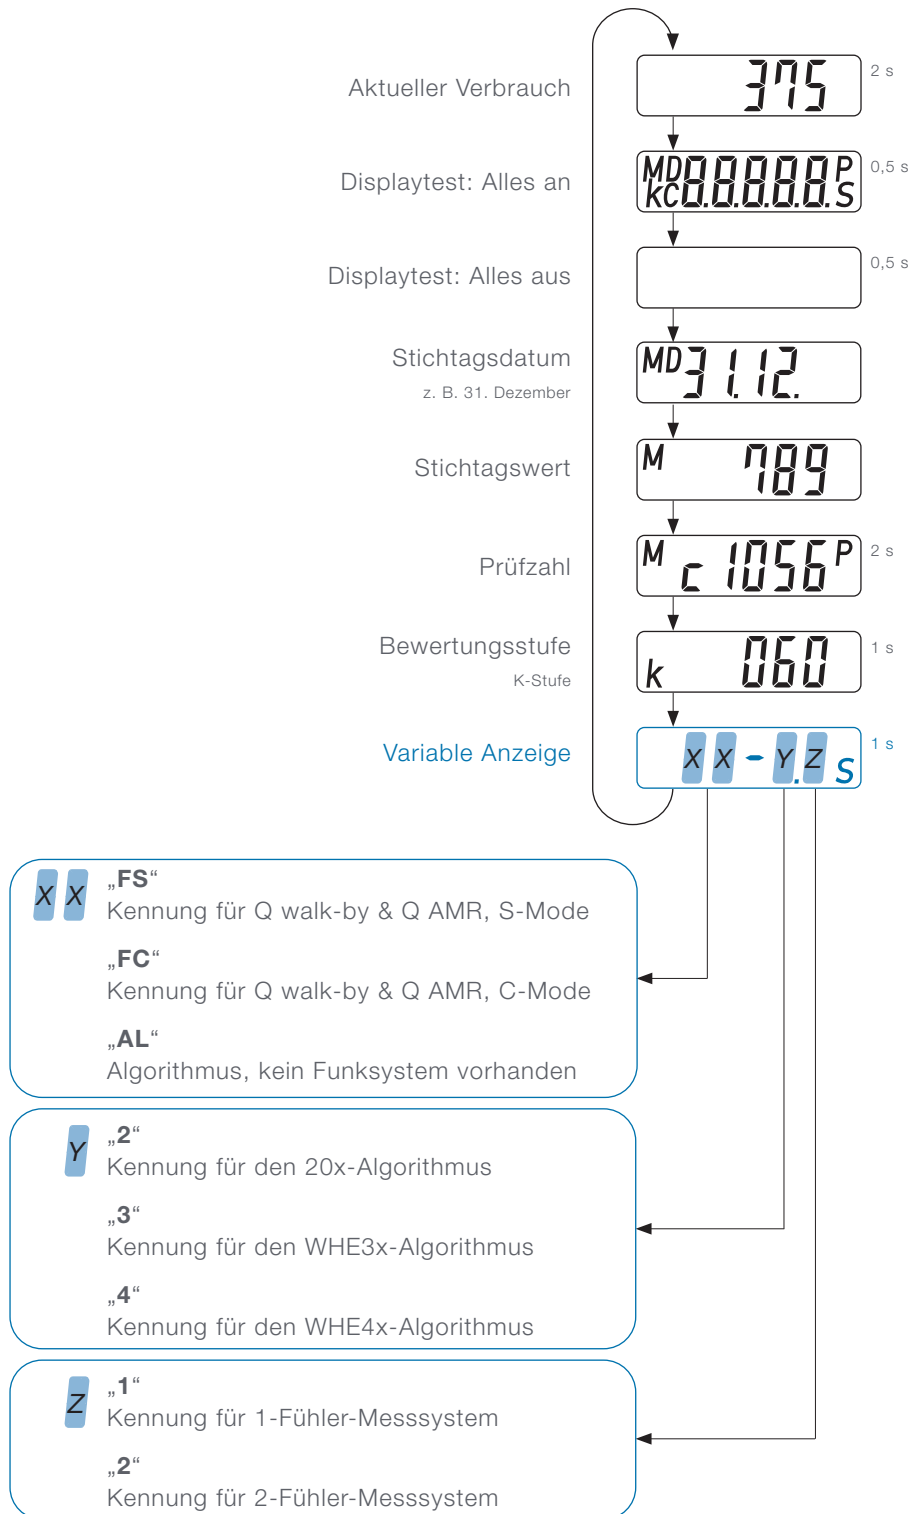 Aktueller Verbrauch
375
2 s
Displaytest: Alles an
MD
kC
8.8.8.8.8.
P
S
0,5 s
Displaytest: Alles aus
0,5 s
Stichtagsdatum
z. B. 31. Dezember
MD 31.12.
Stichtagswert
M 789
Prüfzahl
M c1056 P
2 s
Bewertungsstufe
K-Stufe
k 060
1 s
Variable Anzeige
X X - Y. Z S
1 s
X X
„FS“
Kennung für Q walk-by & Q AMR, S-Mode
„FC“
Kennung für Q walk-by & Q AMR, C-Mode
„AL“
Algorithmus, kein Funksystem vorhanden
Y
„2“
Kennung für den 20x-Algorithmus
„3“
Kennung für den WHE3x-Algorithmus
„4“
Kennung für den WHE4x-Algorithmus
Z
„1“
Kennung für 1-Fühler-Messsystem
„2“
Kennung für 2-Fühler-Messsystem